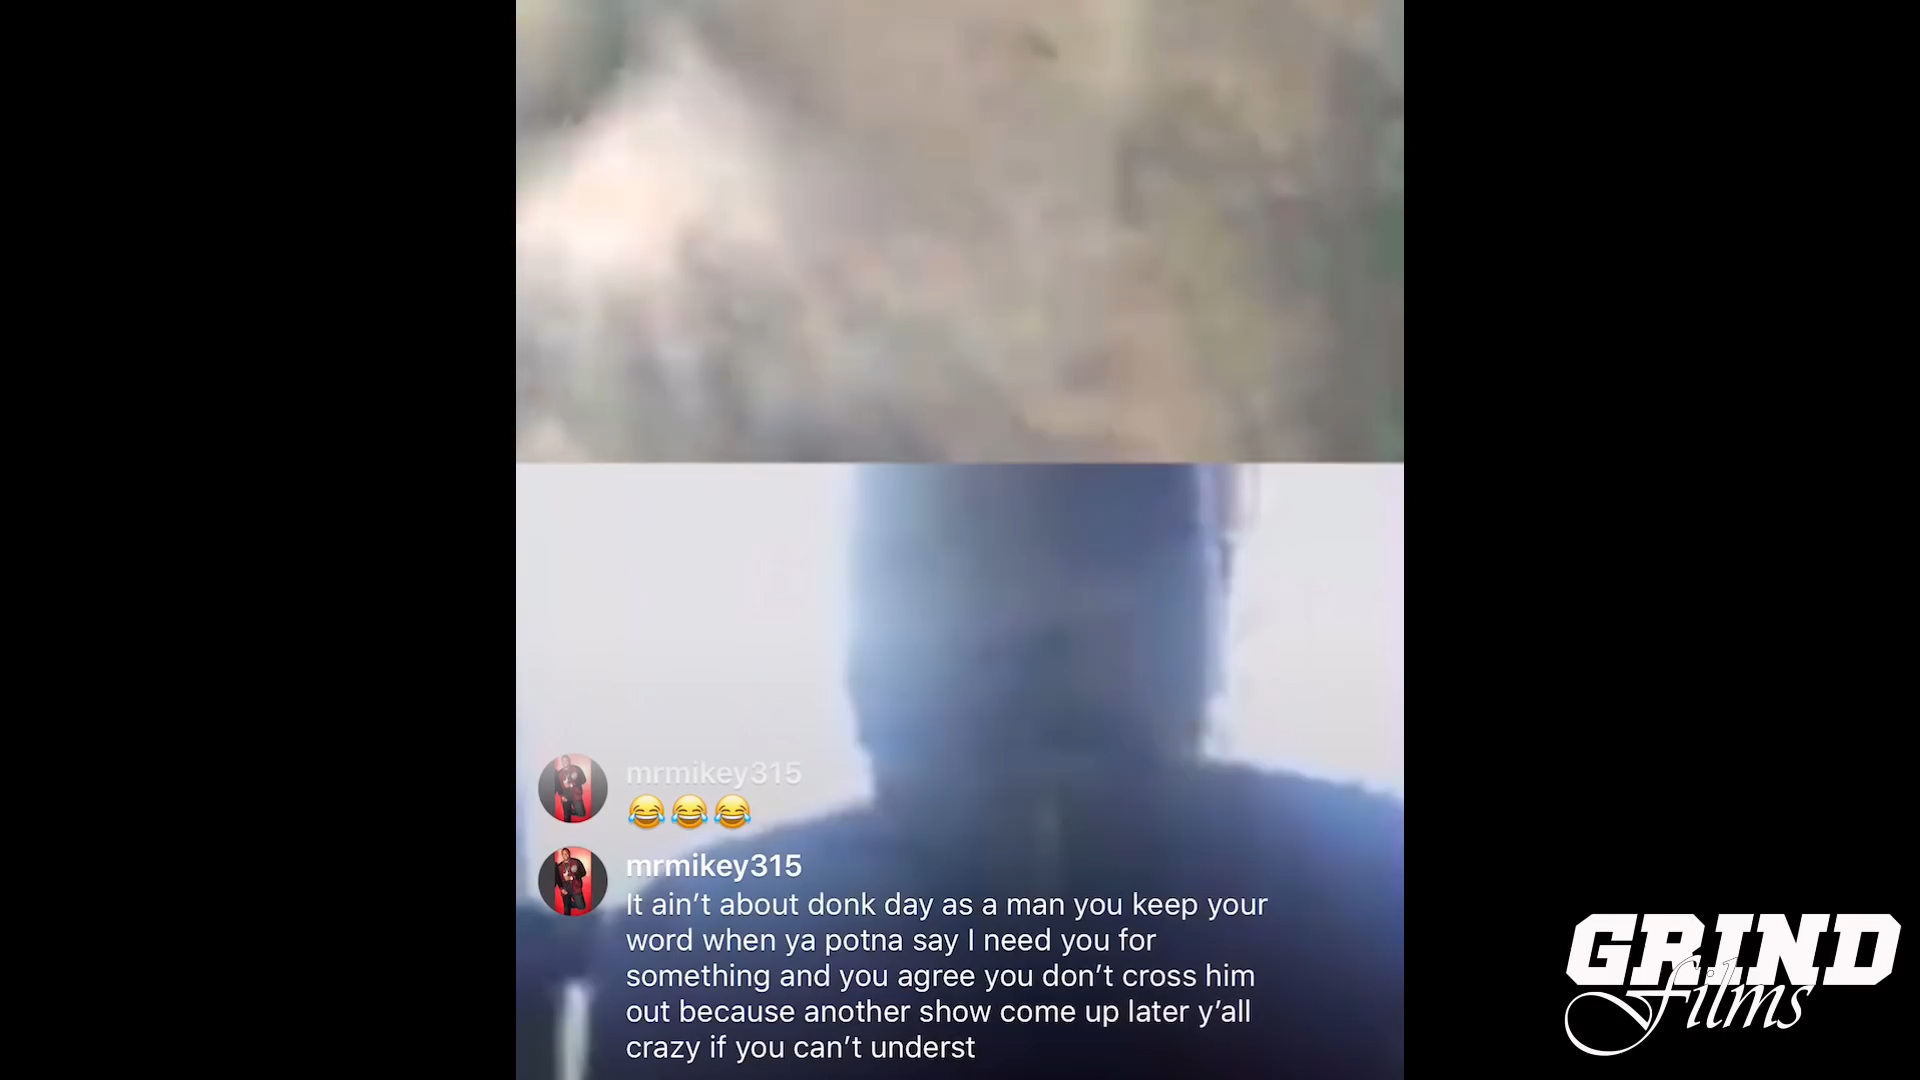 mrmikey315
😂😂😂
mrmikey315
It ain’t about donk day as a man you keep your
word when ya potna say I need you for
something and you agree you don’t cross him
out because another show come up later y’all
crazy if you can’t underst
GRIND
Films